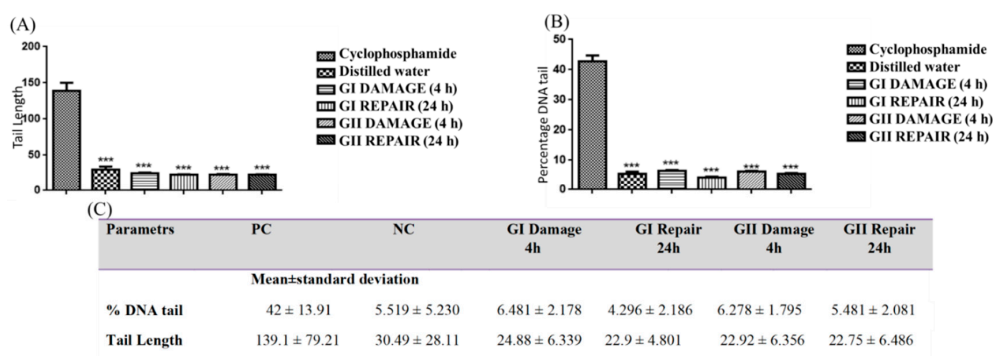 (A)
200
150
100
50
0
Tail Length
***
***
***
***
***
Cyclophosphamide
Distilled water
GI DAMAGE (4 h)
GI REPAIR (24 h)
GII DAMAGE (4 h)
GII REPAIR (24 h)
(B)
50
40
30
20
10
0
Percentage DNA tail
***
***
***
***
***
Cyclophosphamide
Distilled water
GI DAMAGE (4 h)
GI REPAIR (24 h)
GII DAMAGE (4 h)
GII REPAIR (24 h)
(C)
Parametrs PC NC GI Damage GI Repair GII Damage GII Repair
4h 24h 4h 24h
Mean±standard deviation
% DNA tail 42 ± 13.91 5.519 ± 5.230 6.481 ± 2.178 4.296 ± 2.186 6.278 ± 1.795 5.481 ± 2.081
Tail Length 139.1 ± 79.21 30.49 ± 28.11 24.88 ± 6.339 22.9 ± 4.801 22.92 ± 6.356 22.75 ± 6.486